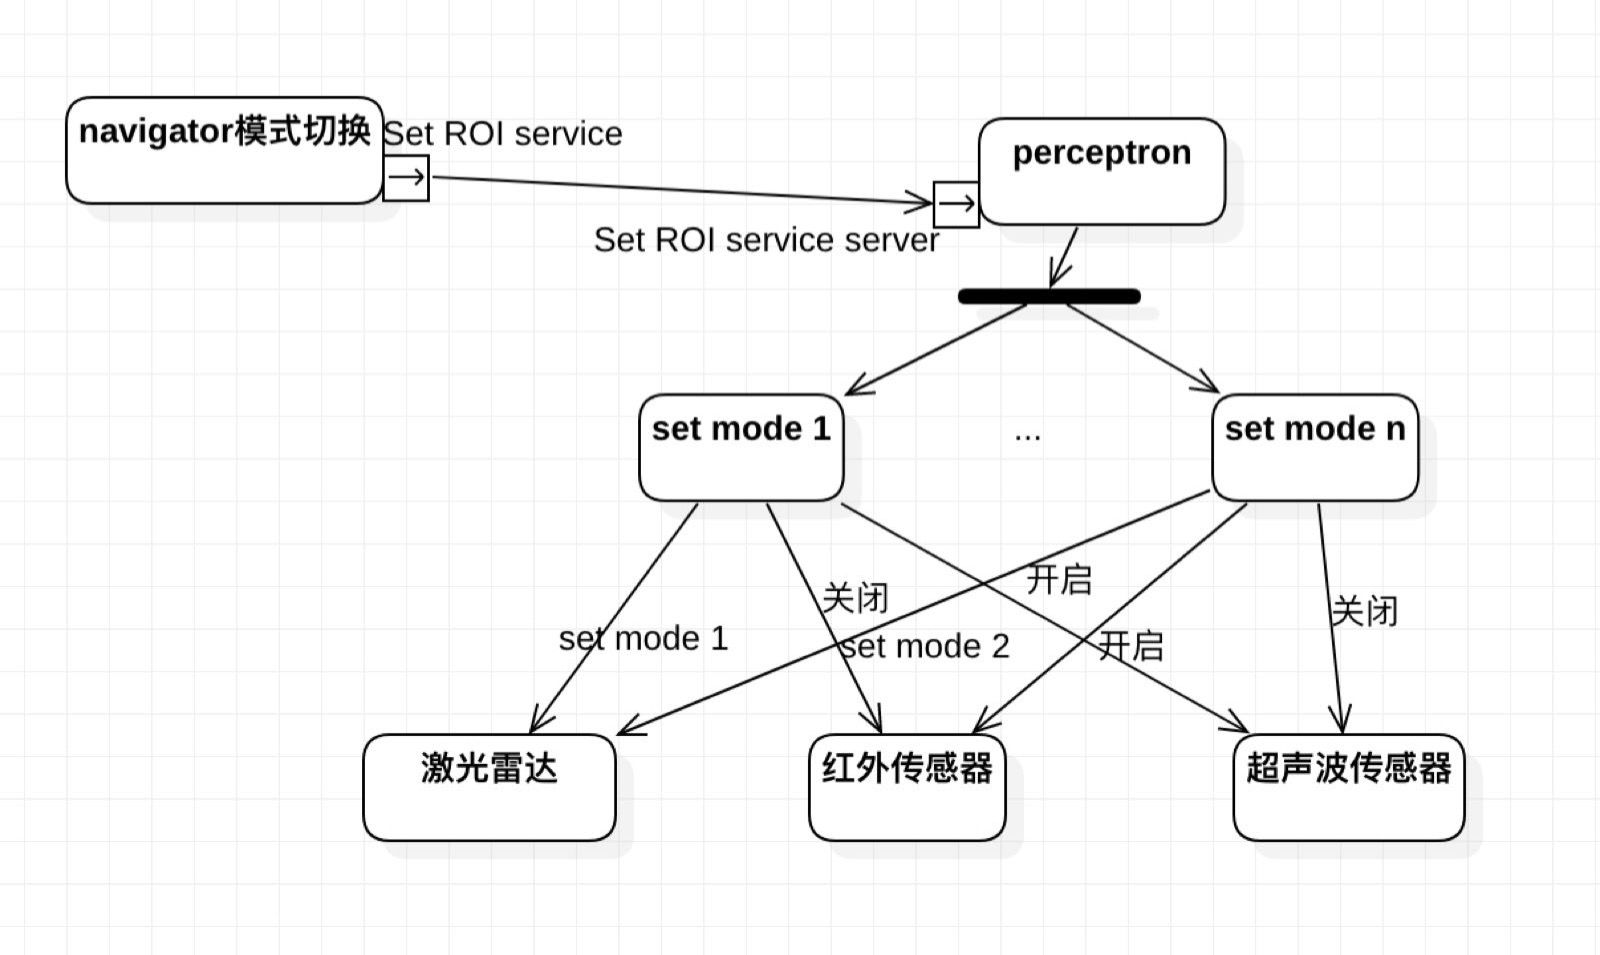 navigator模式切换
Set ROI service
perceptron
Set ROI service server
set mode 1
...
set mode n
关闭
开启
关闭
set mode 1
set mode 2
开启
激光雷达
红外传感器
超声波传感器